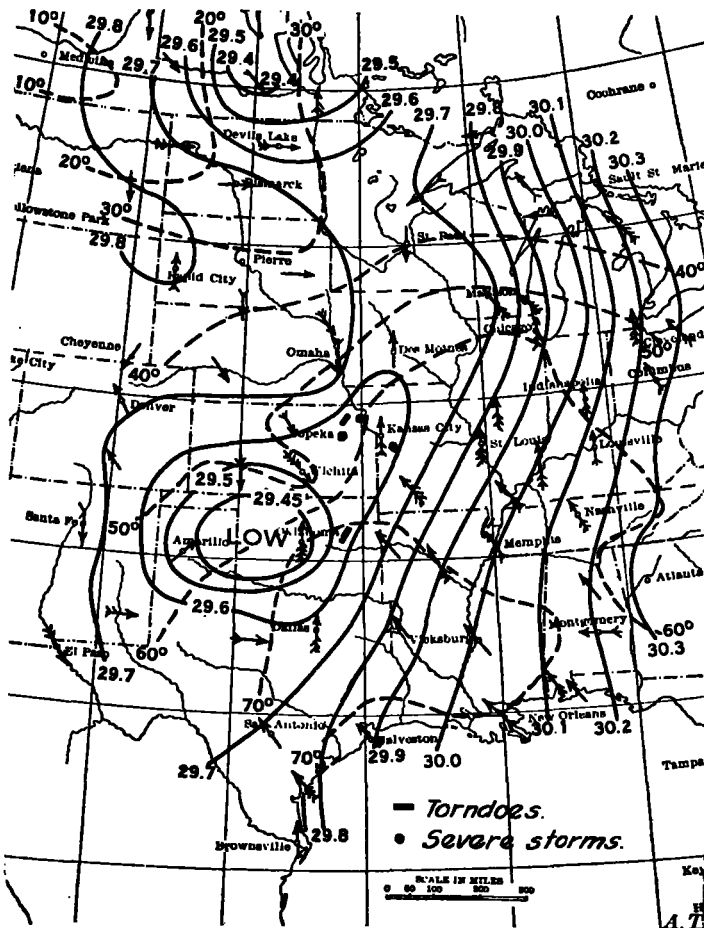 10° 29.8 20° 29.5 30°
29.6 29.4 29.5
29.7 29.4 29.6
10° 29.7 29.8 30.1
Cochrane
30.0 30.2
Devils Lake 29.9 30.3
20° Sault St Marie
Bismarck
30°
Yellowstone Park
29.8 St. Paul
Pierre 40°
Rapid City
Madison
Chicago
Cheyenne Omaha Des Moines 50°
40° Columbus
Indianapolis
Denver
Topeka Kansas City
St. Louis Louisville
29.5 Wichita
29.45
Santa Fe 50° Nashville
Amarillo LOW Memphis
Atlanta
29.6 Montgomery
Dallas Vicksburg
60°
El Paso 60° 30.3
29.7
70°
San Antonio New Orleans
Galveston 30.1 30.2
29.7 70° 29.9 30.0
Tampa
Torndoes.
29.8
Brownsville Severe storms.
SCALE IN MILES
0 50 100 200 300
A.T.